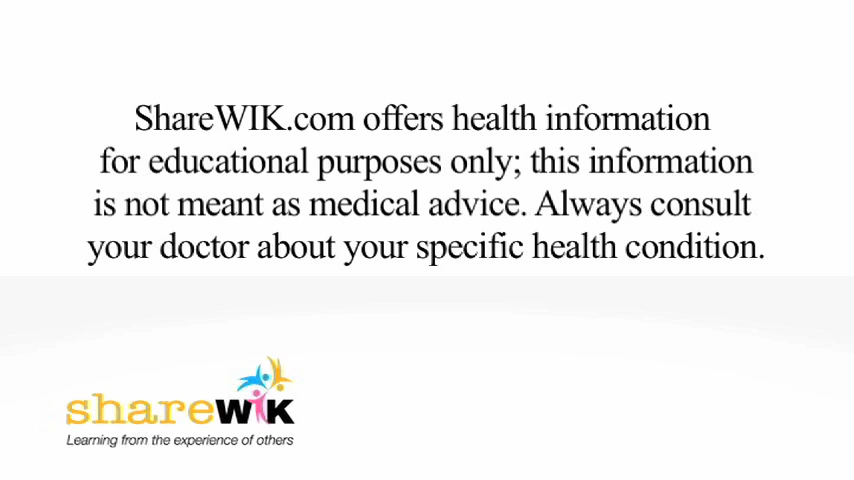 ShareWIK.com offers health information
for educational purposes only; this information
is not meant as medical advice. Always consult
your doctor about your specific health condition.
sharewiK
Learning from the experience of others